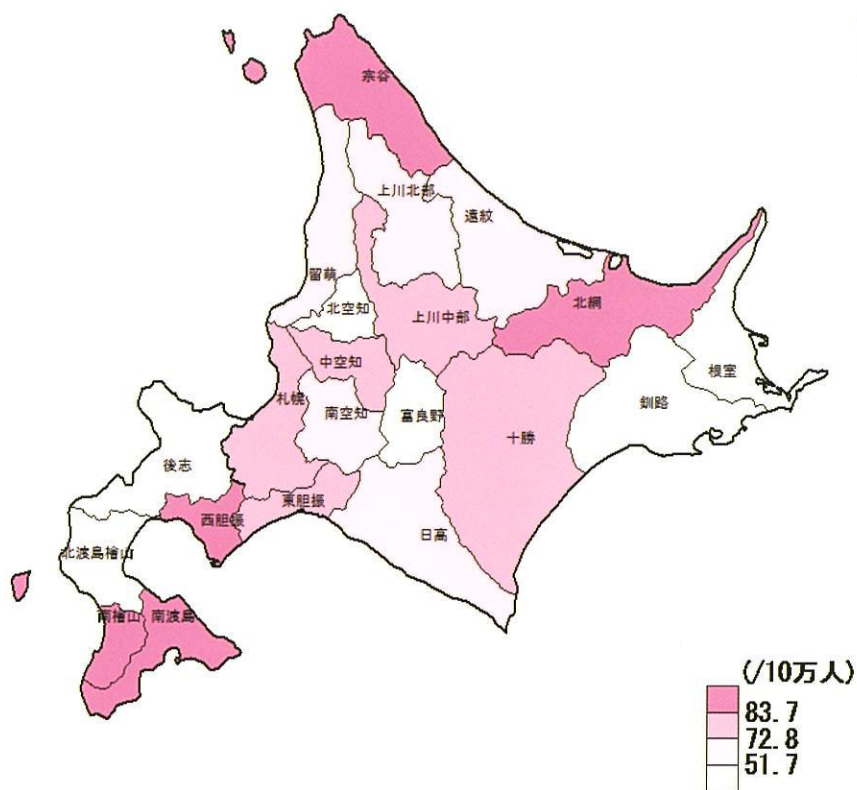 宗谷
上川北部
遠紋
留萌
北空知
上川中部
北網
中空知
根室
札幌
南空知
富良野
釧路
十勝
後志
東胆振
西胆振
日高
北渡島檜山
南檜山
南渡島
(/10万人)
83.7
72.8
51.7